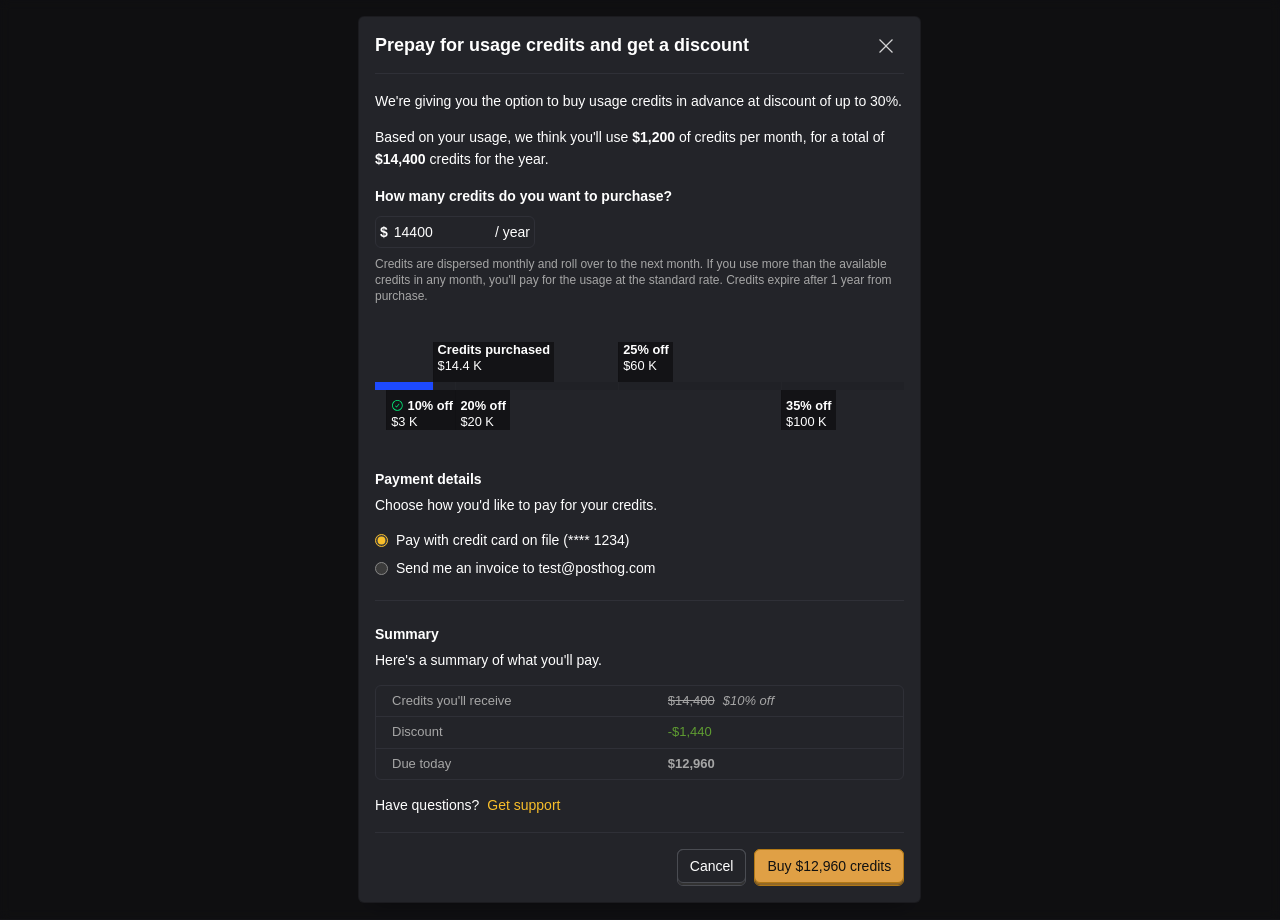 Prepay for usage credits and get a discount
We're giving you the option to buy usage credits in advance at discount of up to 30%.
Based on your usage, we think you'll use $1,200 of credits per month, for a total of
$14,400 credits for the year.
How many credits do you want to purchase?
$ 14400 / year
Credits are dispersed monthly and roll over to the next month. If you use more than the available
credits in any month, you'll pay for the usage at the standard rate. Credits expire after 1 year from
purchase.
Credits purchased 25% off
$14.4 K $60 K
10% off 20% off 35% off
$3 K $20 K $100 K
Payment details
Choose how you'd like to pay for your credits.
Pay with credit card on file (**** 1234)
Send me an invoice to test@posthog.com
Summary
Here's a summary of what you'll pay.
Credits you'll receive $14,400 $10% off
Discount -$1,440
Due today $12,960
Have questions? Get support
Cancel Buy $12,960 credits